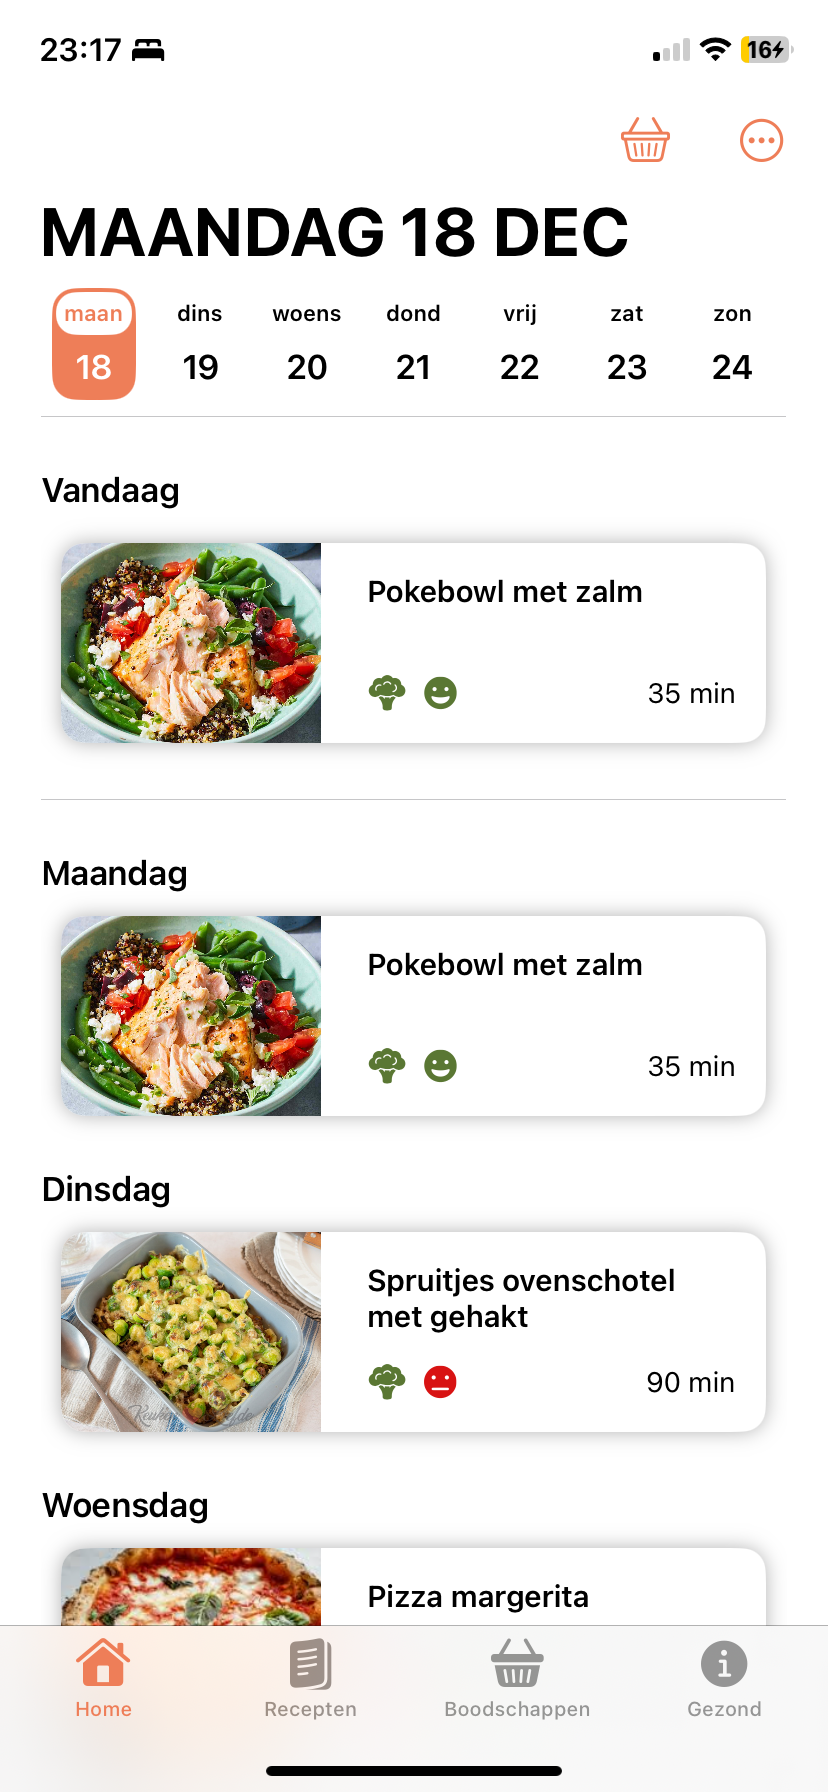 23:17
16
MAANDAG 18 DEC
maan dins woens dond vrij zat zon
18 19 20 21 22 23 24
Vandaag
Pokebowl met zalm
35 min
Maandag
Pokebowl met zalm
35 min
Dinsdag
Spruitjes ovenschotel
met gehakt
90 min
Woensdag
Pizza margerita
Home Recepten Boodschappen Gezond